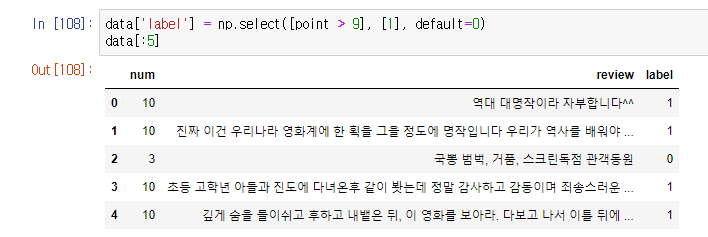 In [108]: data['label'] = np.select([point > 9], [1], default=0)
data[:5]
Out[108]:
num review label
0 10 역대 대명작이라 자부합니다^^ 1
1 10 진짜 이건 우리나라 영화계에 한 획을 그을 정도에 명작입니다 우리가 역사를 배워야 ... 1
2 3 국뽕 범벅, 거품, 스크린독점 관객동원 0
3 10 초등 고학년 아들과 진도에 다녀온후 같이 봤는데 정말 감사하고 감동이며 죄송스러운 ... 1
4 10 깊게 숨을 들이쉬고 후하고 내뱉은 뒤, 이 영화를 보아라. 다보고 나서 이틀 뒤에 ... 1